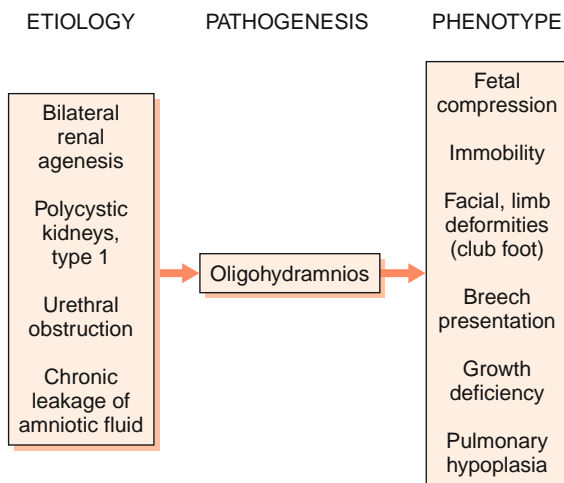 ETIOLOGY
PATHOGENESIS
PHENOTYPE
Bilateral
renal
agenesis
Polycystic
kidneys,
type 1
Urethral
obstruction
Chronic
leakage of
amniotic fluid
Oligohydramnios
Fetal
compression
Immobility
Facial, limb
deformities
(club foot)
Breech
presentation
Growth
deficiency
Pulmonary
hypoplasia